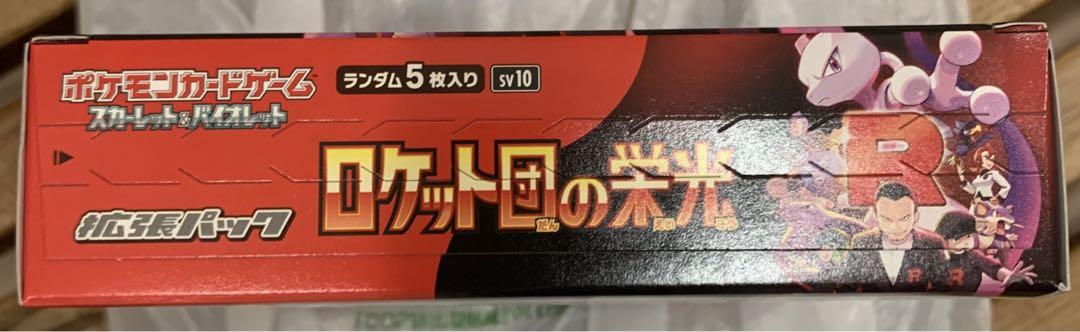 ポケモンカードゲーム
スカーレット&バイオレット
ランダム5枚入り
SV10
ロケット団の栄光
だん
拡張パック
R